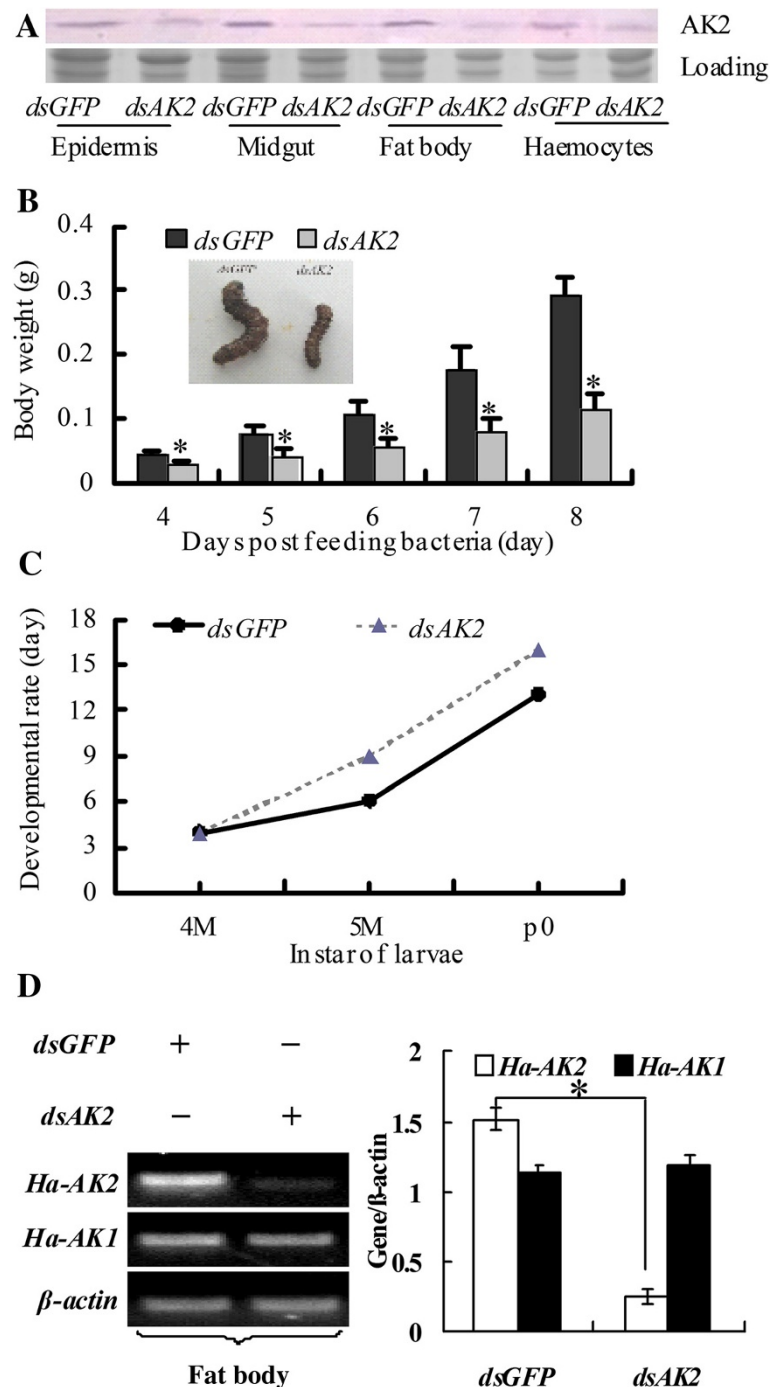 A
AK2
Loading
dsGFP dsAK2 dsGFP dsAK2 dsGFP dsAK2 dsGFP dsAK2
Epidermis Midgut Fat body Haemocytes
B
0.4
0.3
0.2
0.1
0
Body weight (g)
dsGFP dsAK2
dsGFP dsAK2
* * * * *
4 5 6 7 8
Days post feeding bacteria (day)
C
18
15
12
9
6
3
0
Developmental rate (day)
dsGFP dsAK2
4M 5M p0
Instar of larvae
D
dsGFP + −
dsAK2 − +
Ha-AK2
Ha-AK1
β-actin
Fat body
2
1.5
1
0.5
0
Gene/ß-actin
Ha-AK2 Ha-AK1
*
dsGFP dsAK2